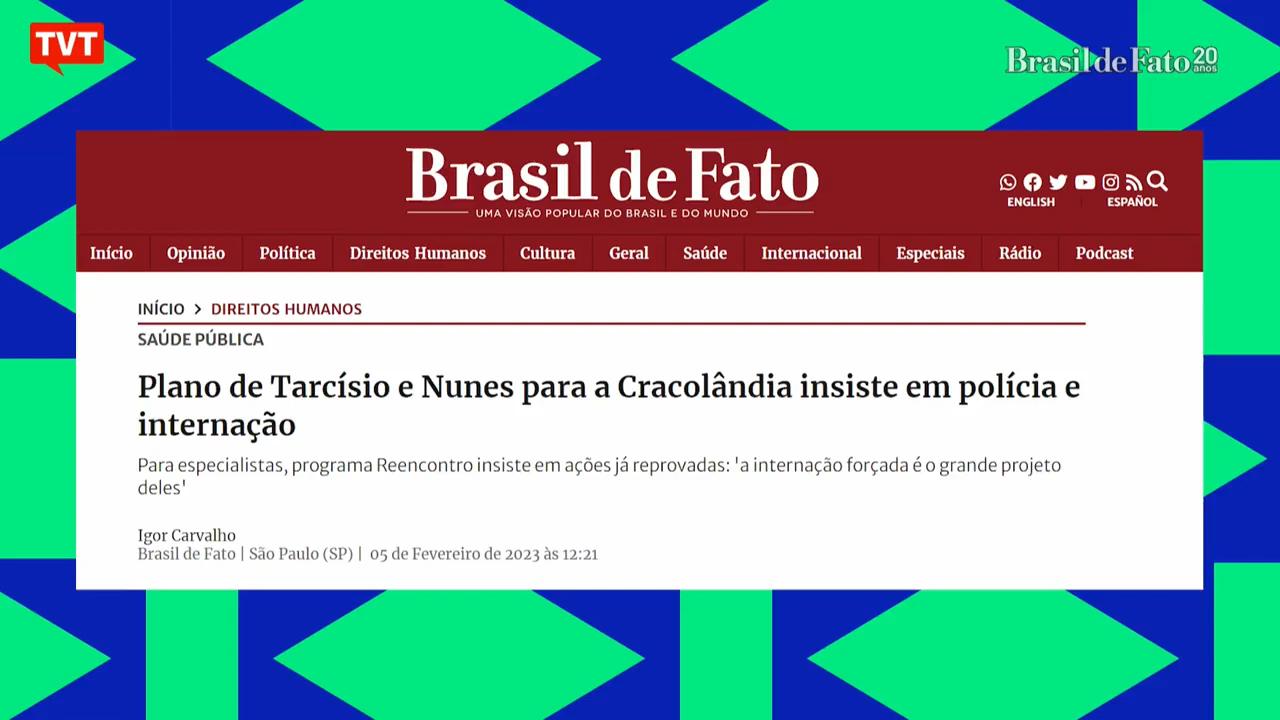 TVT
Brasil de Fato 20 anos
Brasil de Fato
UMA VISÃO POPULAR DO BRASIL E DO MUNDO
ENGLISH ESPAÑOL
Início Opinião Política Direitos Humanos Cultura Geral Saúde Internacional Especiais Rádio Podcast
INÍCIO > DIREITOS HUMANOS
SAÚDE PÚBLICA
Plano de Tarcísio e Nunes para a Cracolândia insiste em polícia e
internação
Para especialistas, programa Reencontro insiste em ações já reprovadas: 'a internação forçada é o grande projeto
deles'
Igor Carvalho
Brasil de Fato | São Paulo (SP) | 05 de Fevereiro de 2023 às 12:21